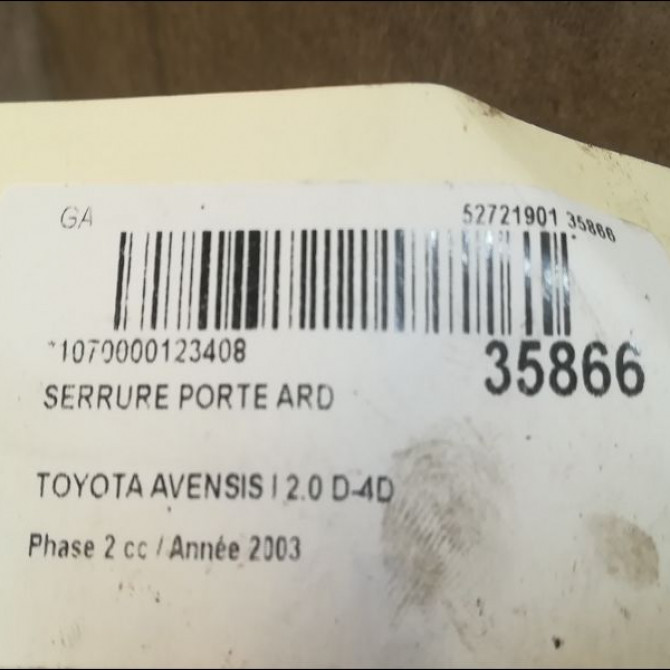 GA 52721901 35866
*1070000123408 35866
SERRURE PORTE ARD
TOYOTA AVENSIS I 2.0 D-4D
Phase 2 cc / Année 2003